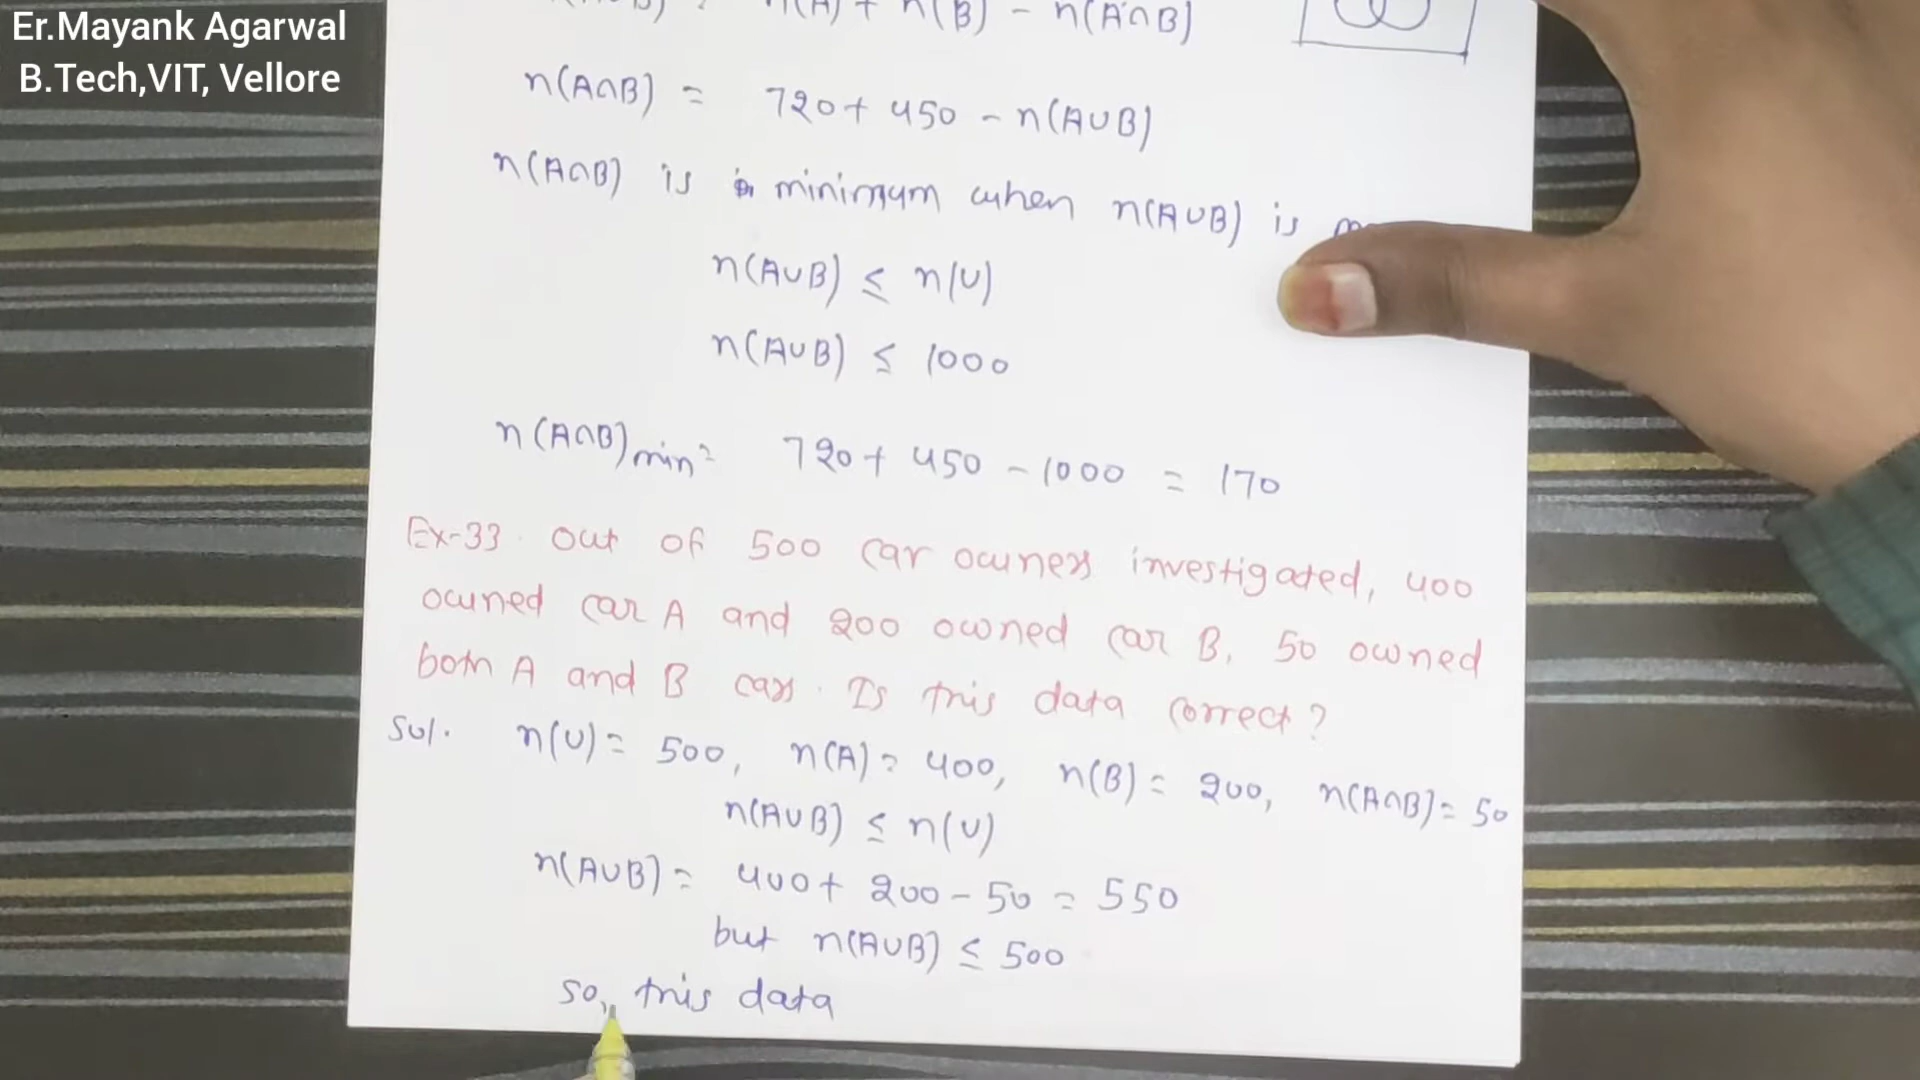 Er.Mayank Agarwal
B.Tech,VIT, Vellore
n(A) + n(B) - n(A∩B)
n(A∩B) = 720 + 450 - n(A∪B)
n(A∩B) is minimum when n(A∪B) is
n(A∪B) ≤ n(U)
n(A∪B) ≤ 1000
n(A∩B)min = 720 + 450 - 1000 = 170
Ex-33. Out of 500 car owners investigated, 400
owned car A and 200 owned car B, 50 owned
both A and B cars. Is this data correct?
Sol. n(U) = 500, n(A) = 400, n(B) = 200, n(A∩B) = 50
n(A∪B) ≤ n(U)
n(A∪B) = 400 + 200 - 50 = 550
but n(A∪B) ≤ 500
so, this data